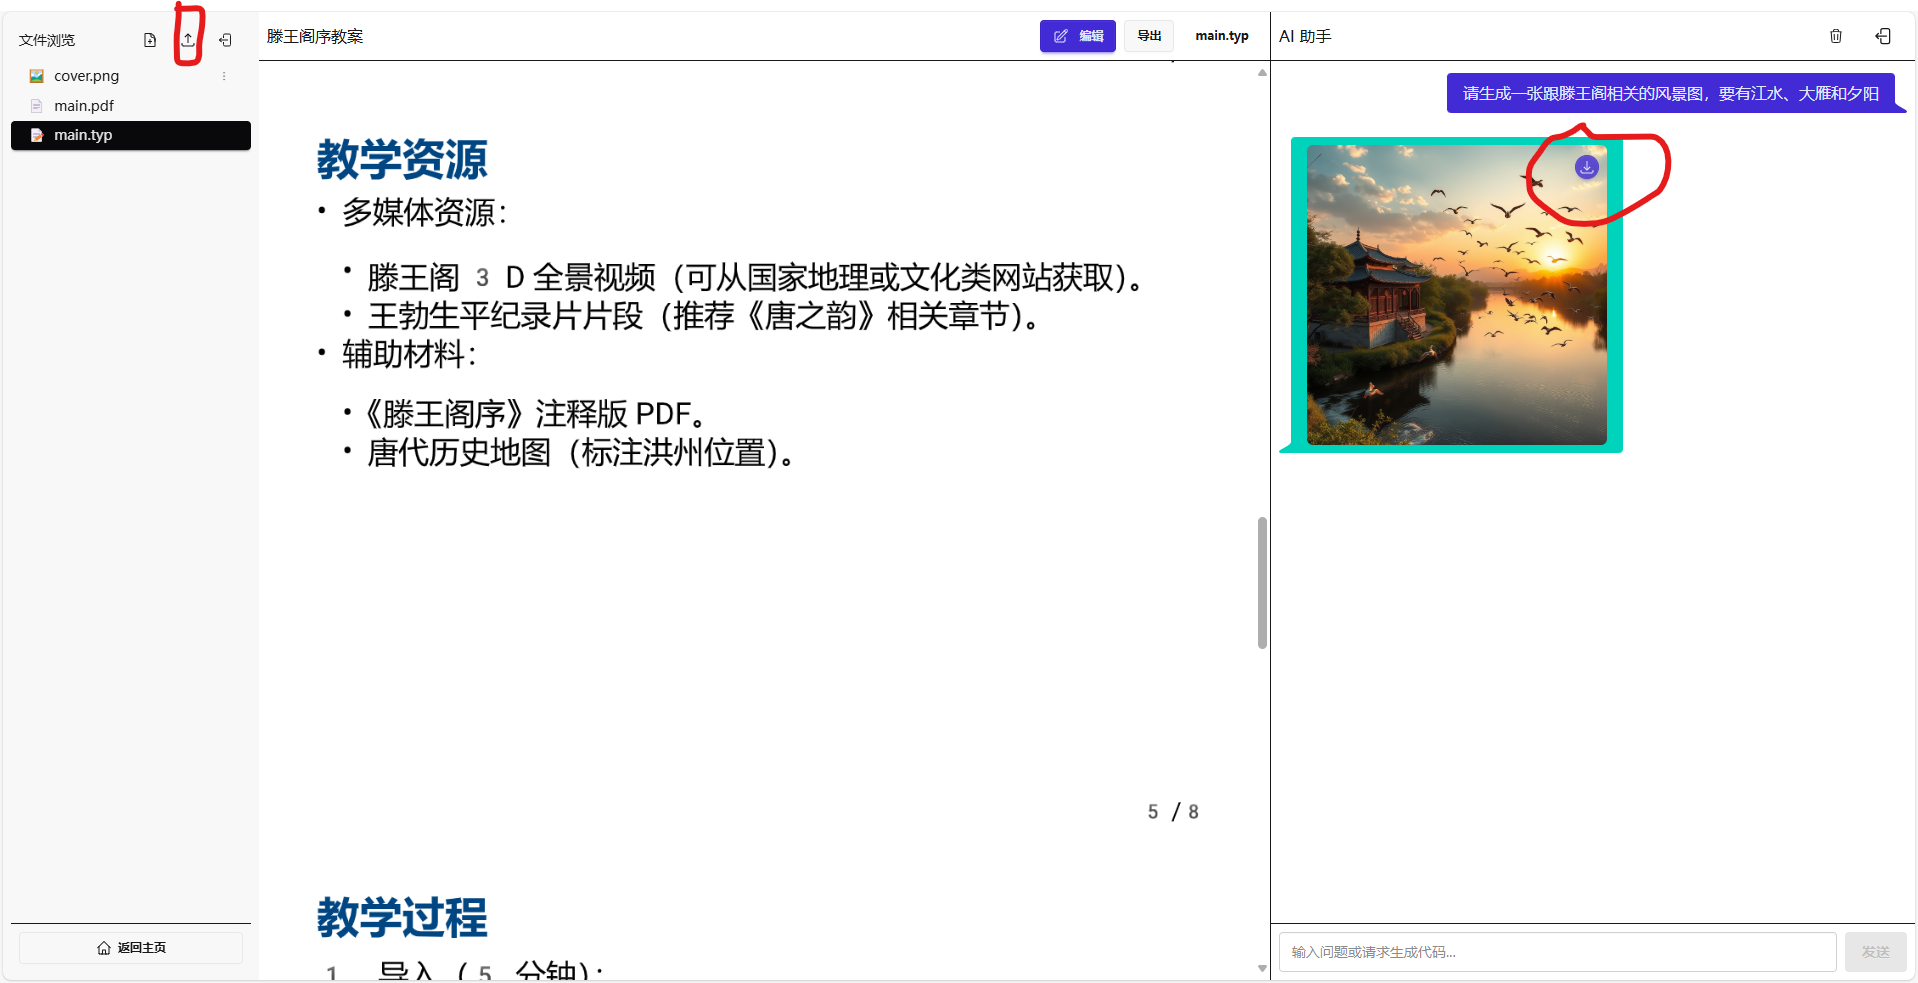 文件浏览
cover.png
main.pdf
main.typ
返回主页
滕王阁序教案
编辑
导出
main.typ
教学资源
• 多媒体资源：
• 滕王阁 3 D 全景视频（可从国家地理或文化类网站获取）。
• 王勃生平纪录片片段（推荐《唐之韵》相关章节）。
• 辅助材料：
•《滕王阁序》注释版 PDF。
• 唐代历史地图（标注洪州位置）。
5 / 8
教学过程
1. 导入（5 分钟）：
AI 助手
请生成一张跟滕王阁相关的风景图，要有江水、大雁和夕阳
输入问题或请求生成代码...
发送